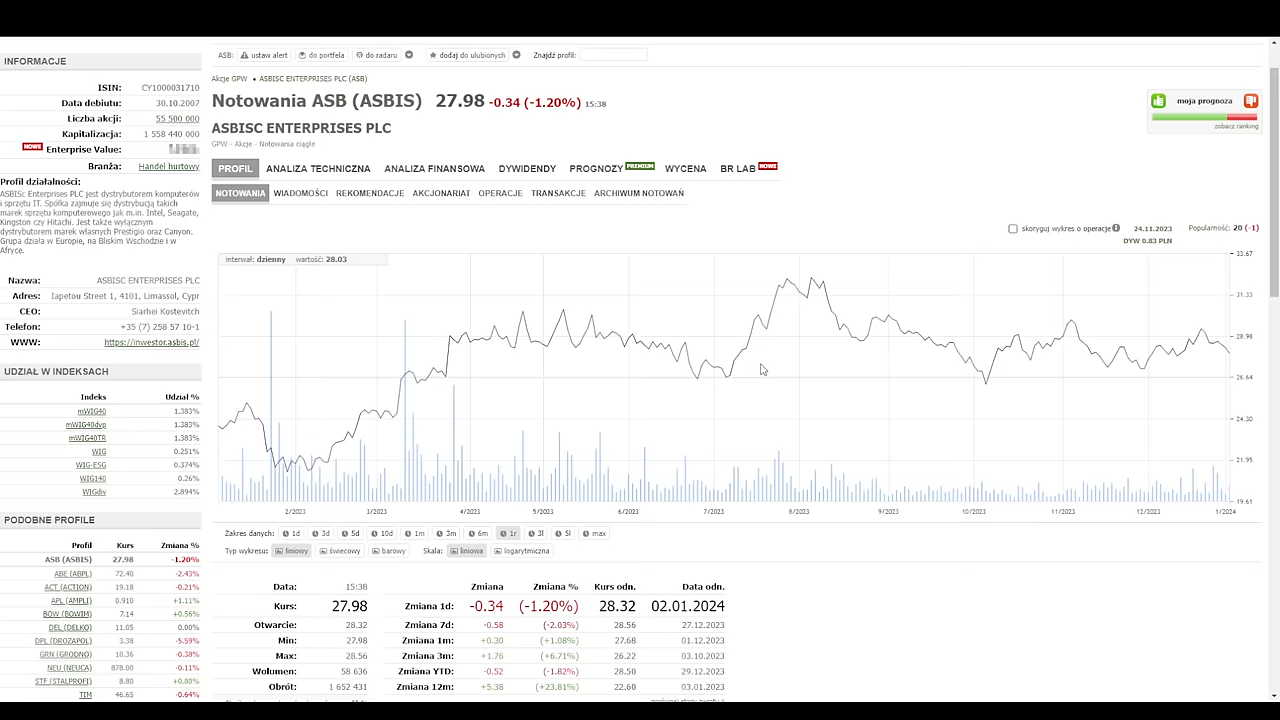 ASB: ustaw alert do portfela do radaru dodaj do ulubionych Znajdź profil:
INFORMACJE
ISIN: CY1000031710
Data debiutu: 30.10.2007
Liczba akcji: 55 500 000
Kapitalizacja: 1 558 440 000
NOWE Enterprise Value:
Branża: Handel hurtowy
Profil działalności:
ASBISc Enterprises PLC jest dystrybutorem komputerów
i sprzętu IT. Spółka zajmuje się dystrybucją takich
marek sprzętu komputerowego jak m.in. Intel, Seagate,
Kingston czy Hitachi. Jest także wyłącznym
dystrybutorem marek własnych Prestigio oraz Canyon.
Grupa działa w Europie, na Bliskim Wschodzie i w
Afryce.
Nazwa: ASBISC ENTERPRISES PLC
Adres: Iapetou Street 1, 4101, Limassol, Cypr
CEO: Siarhei Kostevitch
Telefon: +35 (7) 258 57 10-1
WWW: https://inwestor.asbis.pl/
UDZIAŁ W INDEKSACH
Indeks Udział %
mWIG40 1.383%
mWIG40dvp 1.383%
mWIG40TR 1.383%
WIG 0.251%
WIG-ESG 0.374%
WIG140 0.26%
WIGdiv 2.894%
PODOBNE PROFILE
Profil Kurs Zmiana %
ASB (ASBIS) 27.98 -1.20%
ABE (ABPL) 72.40 -2.43%
ACT (ACTION) 19.18 -0.21%
APL (AMPLI) 0.910 +1.11%
BOW (BOWIM) 7.14 +0.56%
DEL (DELKO) 11.05 0.00%
DPL (DROZAPOL) 3.38 -5.59%
GRN (GRODNO) 10.36 -0.38%
NEU (NEUCA) 878.00 -0.11%
STF (STALPROFI) 8.80 +0.80%
TIM 46.65 -0.64%
Akcje GPW • ASBISC ENTERPRISES PLC (ASB)
Notowania ASB (ASBIS) 27.98 -0.34 (-1.20%) 15:38
ASBISC ENTERPRISES PLC
GPW - Akcje - Notowania ciągłe
moja prognoza
zobacz ranking
PROFIL ANALIZA TECHNICZNA ANALIZA FINANSOWA DYWIDENDY PROGNOZY PREMIUM WYCENA BR LAB NOWE
NOTOWANIA WIADOMOŚCI REKOMENDACJE AKCJONARIAT OPERACJE TRANSAKCJE ARCHIWUM NOTOWAŃ
skoryguj wykres o operacje 24.11.2023 Popularność: 20 (-1)
DYW 0.83 PLN
interwał: dzienny wartość: 28.03
33.67
31.33
28.98
26.64
24.30
21.95
19.61
2/2023 3/2023 4/2023 5/2023 6/2023 7/2023 8/2023 9/2023 10/2023 11/2023 12/2023 1/2024
Zakres danych: 1d 3d 5d 10d 1m 3m 6m 1r 3l 5l max
Typ wykresu: liniowy świecowy barowy Skala: liniowa logarytmiczna
Data: 15:38 Zmiana Zmiana % Kurs odn. Data odn.
Kurs: 27.98 Zmiana 1d: -0.34 (-1.20%) 28.32 02.01.2024
Otwarcie: 28.32 Zmiana 7d: -0.58 (-2.03%) 28.56 27.12.2023
Min: 27.98 Zmiana 1m: +0.30 (+1.08%) 27.68 01.12.2023
Max: 28.56 Zmiana 3m: +1.76 (+6.71%) 26.22 03.10.2023
Wolumen: 58 636 Zmiana YTD: -0.52 (-1.82%) 28.50 29.12.2023
Obrót: 1 652 431 Zmiana 12m: +5.38 (+23.81%) 22.60 03.01.2023